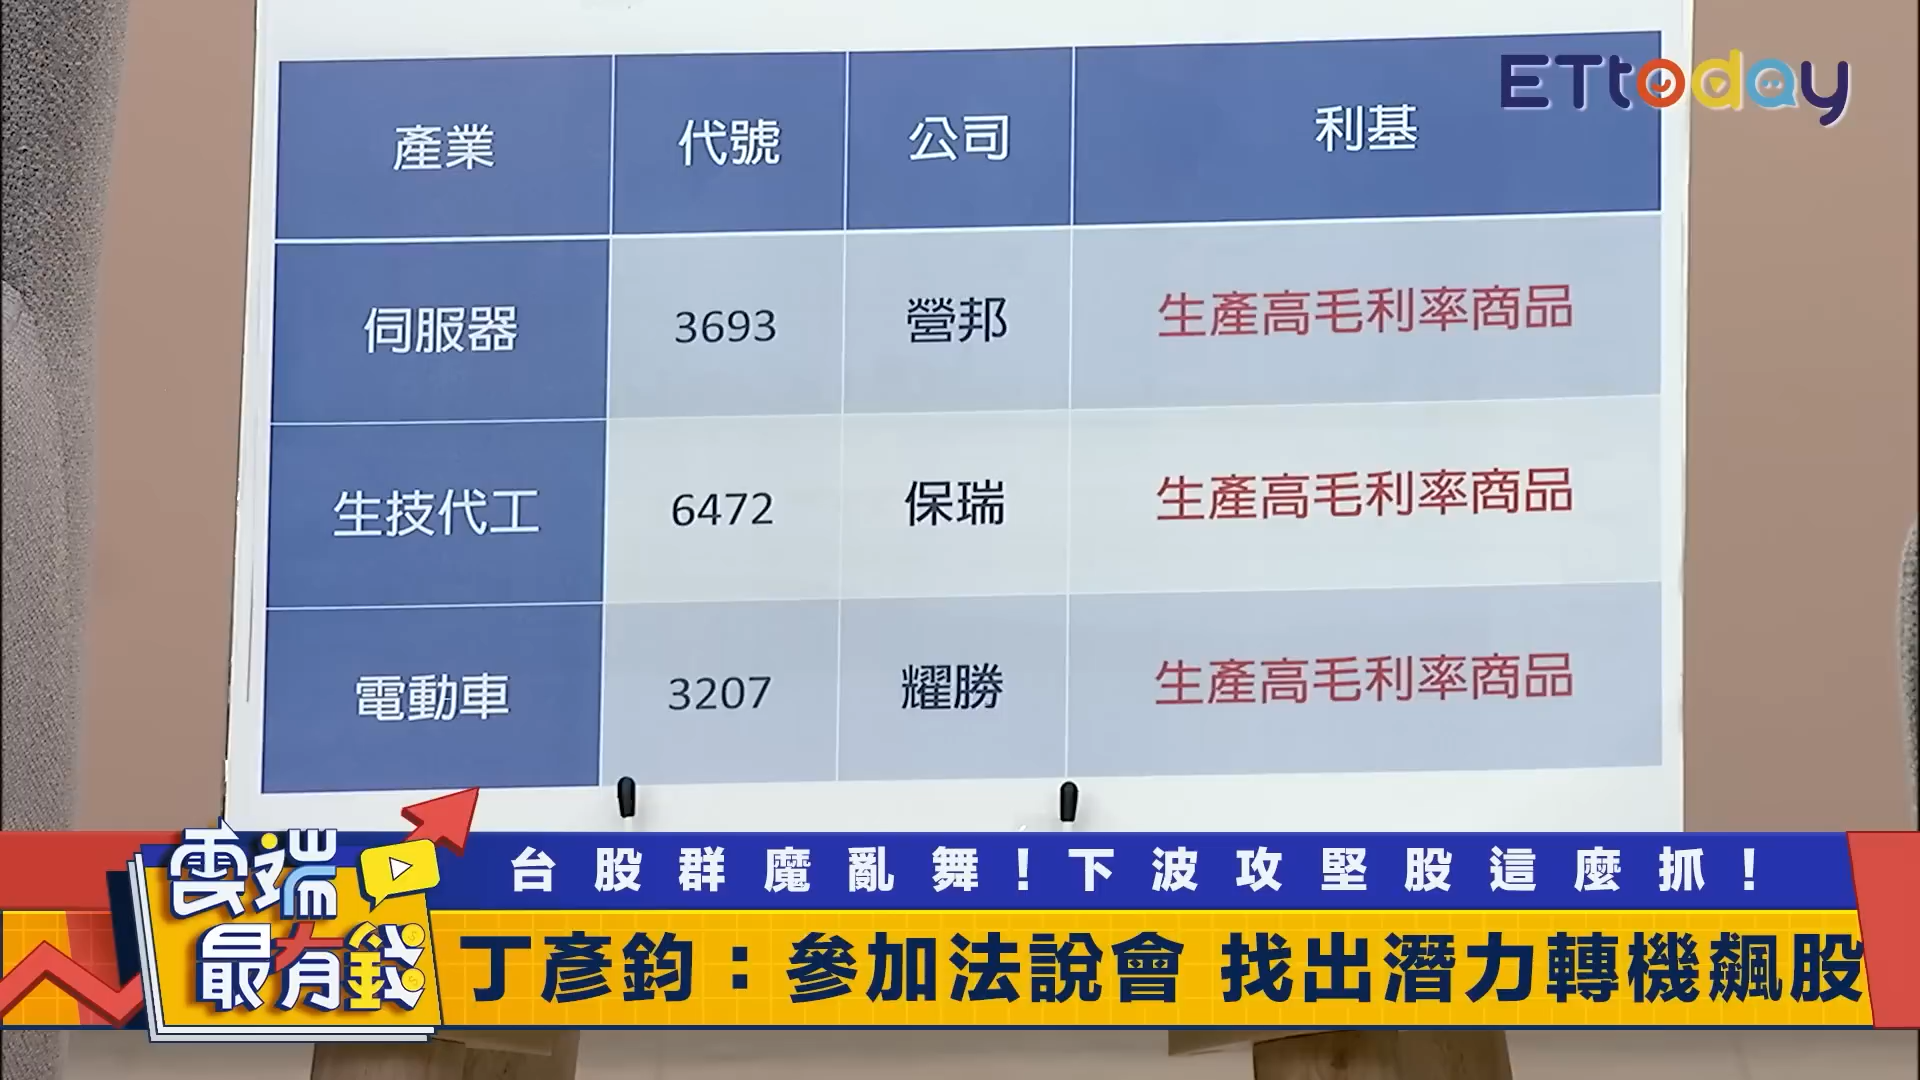 ETtoday
產業 代號 公司 利基
伺服器 3693 營邦 生產高毛利率商品
生技代工 6472 保瑞 生產高毛利率商品
電動車 3207 耀勝 生產高毛利率商品
雲端
最有錢
台股群魔亂舞！下波攻堅股這麼抓！
丁彥鈞：參加法說會 找出潛力轉機飆股